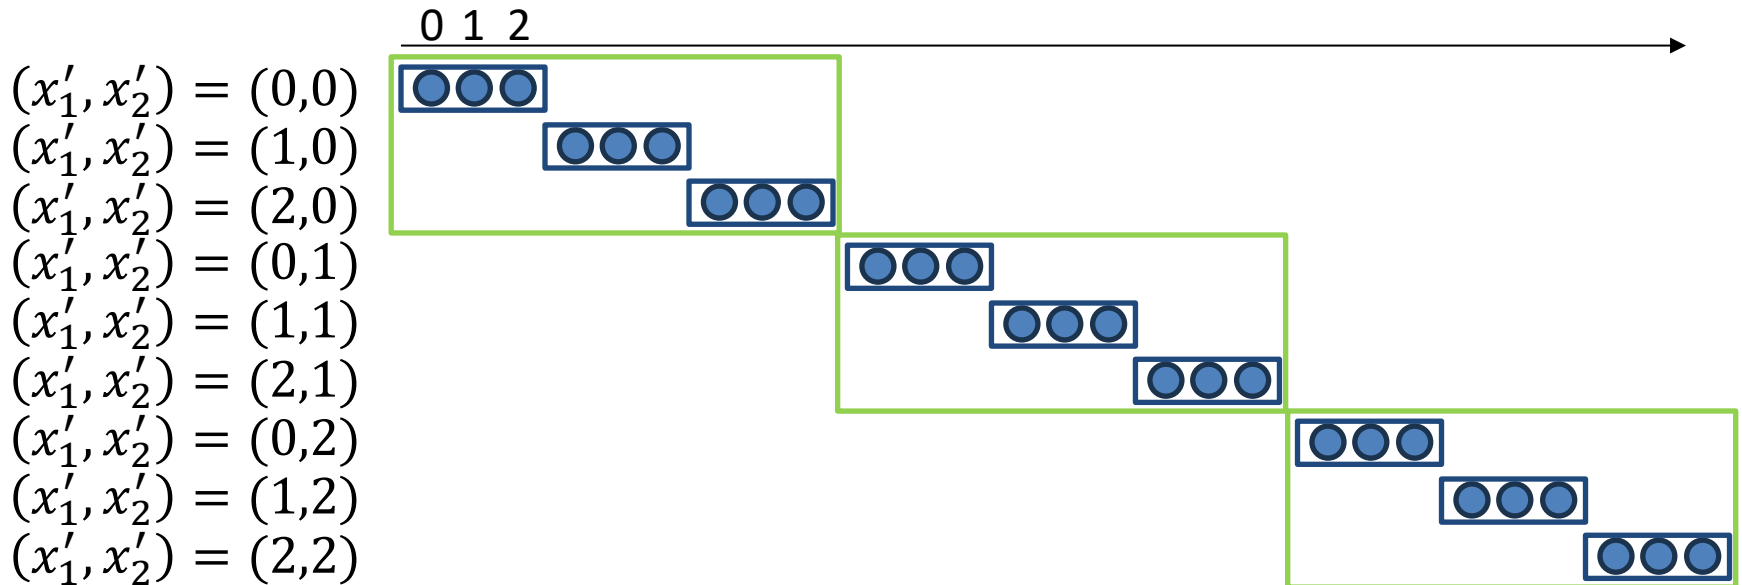 0 1 2
(x′₁, x′₂) = (0,0)
(x′₁, x′₂) = (1,0)
(x′₁, x′₂) = (2,0)
(x′₁, x′₂) = (0,1)
(x′₁, x′₂) = (1,1)
(x′₁, x′₂) = (2,1)
(x′₁, x′₂) = (0,2)
(x′₁, x′₂) = (1,2)
(x′₁, x′₂) = (2,2)